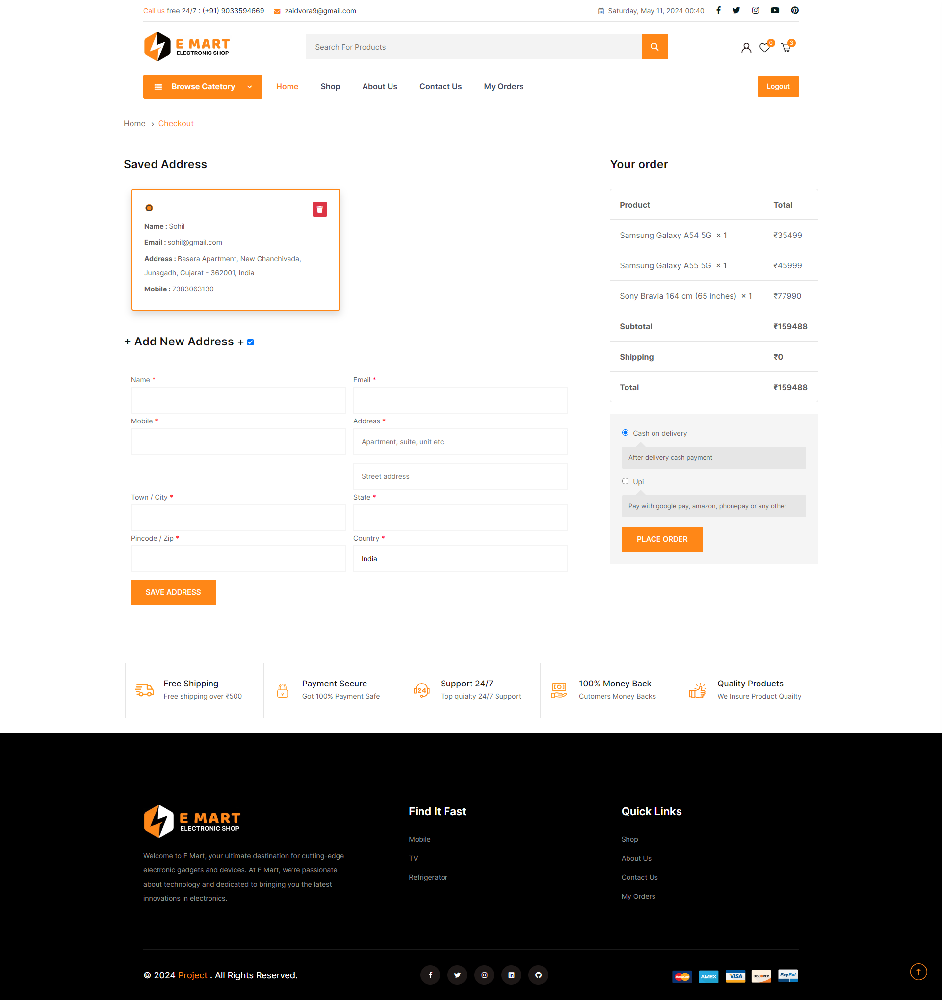 Call us free 24/7 : (+91) 9033594669 | zaidvora9@gmail.com
Saturday, May 11, 2024 00:40
E MART
ELECTRONIC SHOP
Search For Products
0
3
Browse Catetory
Home
Shop
About Us
Contact Us
My Orders
Logout
Home > Checkout
Saved Address
Name : Sohil
Email : sohil@gmail.com
Address : Basera Apartment, New Ghanchivada,
Junagadh, Gujarat - 362001, India
Mobile : 7383063130
+ Add New Address +
Name *
Email *
Mobile *
Address *
Apartment, suite, unit etc.
Street address
Town / City *
State *
Pincode / Zip *
Country *
India
SAVE ADDRESS
Your order
Product Total
Samsung Galaxy A54 5G × 1 ₹35499
Samsung Galaxy A55 5G × 1 ₹45999
Sony Bravia 164 cm (65 inches) × 1 ₹77990
Subtotal ₹159488
Shipping ₹0
Total ₹159488
Cash on delivery
After delivery cash payment
Upi
Pay with google pay, amazon, phonepay or any other
PLACE ORDER
Free Shipping
Free shipping over ₹500
Payment Secure
Got 100% Payment Safe
24
Support 24/7
Top quialty 24/7 Support
100% Money Back
Cutomers Money Backs
Quality Products
We Insure Product Quailty
E MART
ELECTRONIC SHOP
Welcome to E Mart, your ultimate destination for cutting-edge
electronic gadgets and devices. At E Mart, we're passionate
about technology and dedicated to bringing you the latest
innovations in electronics.
Find It Fast
Mobile
TV
Refrigerator
Quick Links
Shop
About Us
Contact Us
My Orders
© 2024 Project . All Rights Reserved.
MasterCard
AMEX
VISA
DISCOVER
PayPal